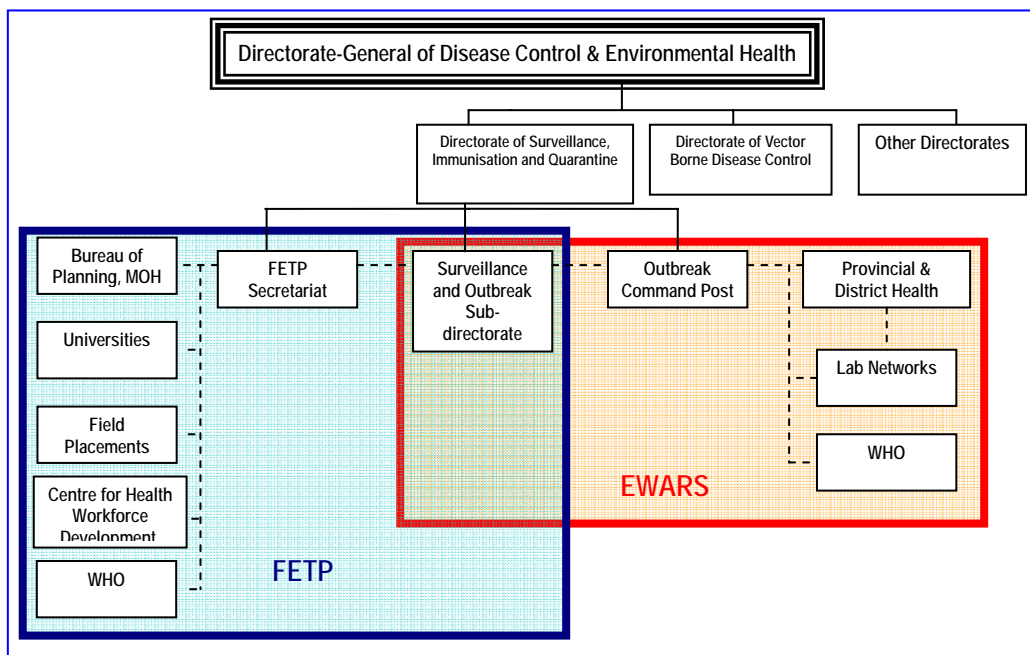 Directorate-General of Disease Control & Environmental Health
Directorate of Surveillance,
Immunisation and Quarantine
Directorate of Vector
Borne Disease Control
Other Directorates
Bureau of
Planning, MOH
FETP
Secretariat
Surveillance
and Outbreak
Sub-
directorate
Outbreak
Command Post
Provincial &
District Health
Universities
Lab Networks
Field
Placements
WHO
EWARS
Centre for Health
Workforce
Development
WHO
FETP